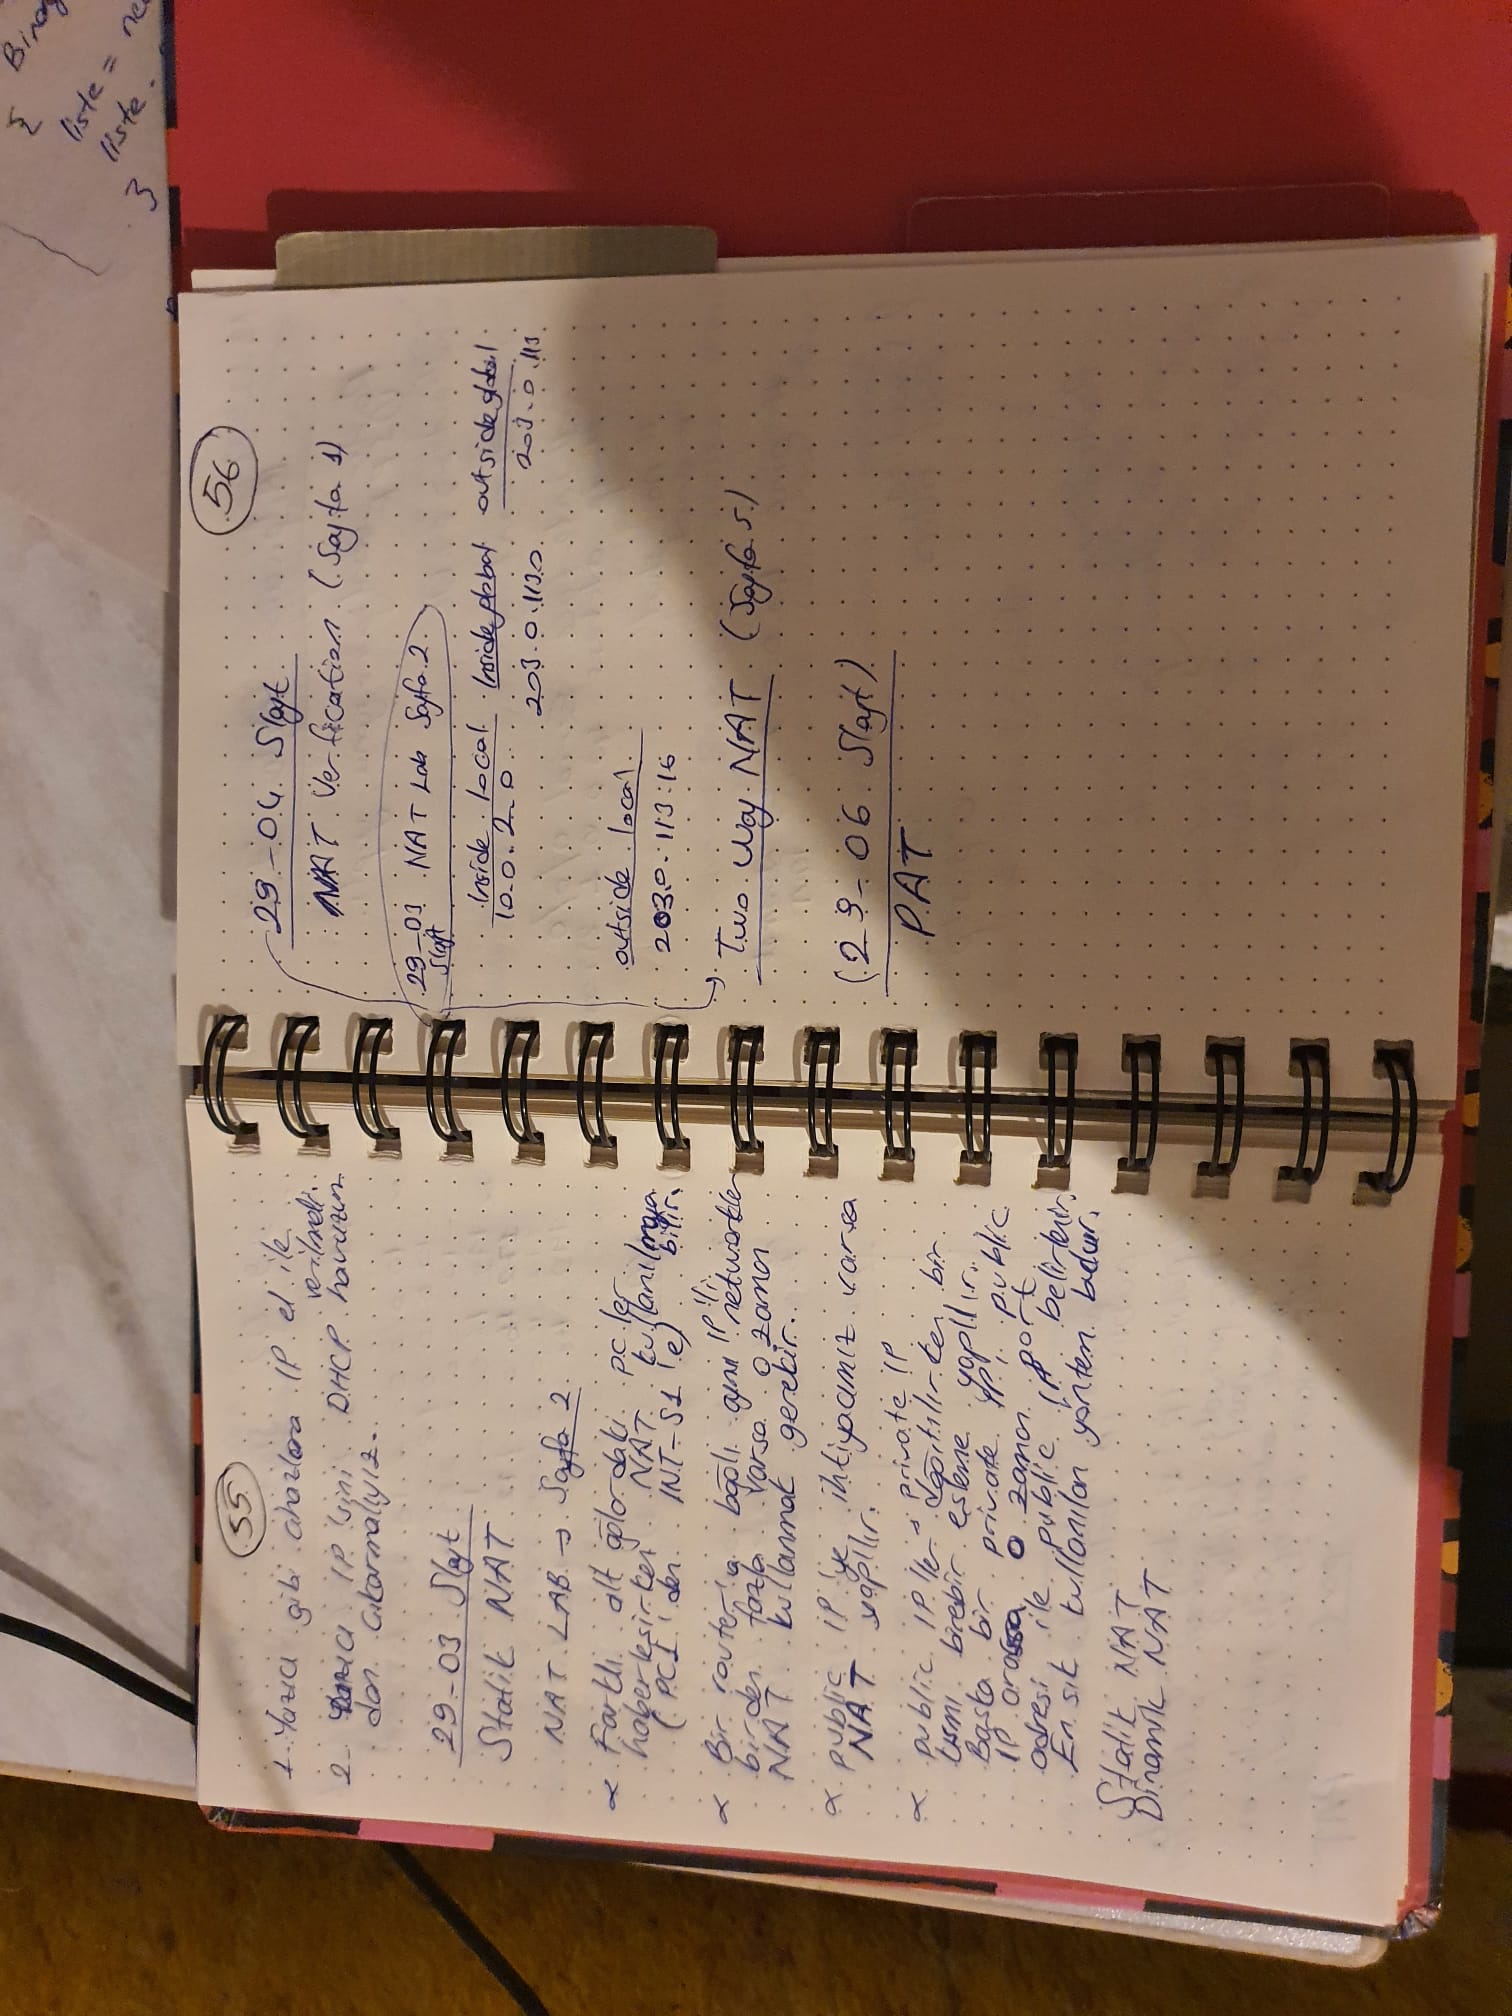 Bind
{
liste = ne
liste.
}
55
1. Yazıcı gibi cihazlara IP el ile
verilmeli.
2. Yazıcı IP'sini DHCP havuzun
dan çıkarmalıyız.
29-03 Slayt
Statik NAT
NAT LAB → Sayfa 2
α Farklı alt ağlardaki pc ler
haberleşirken NAT kullanılmaya
(PC1'den INT-S1'e) bilir.
α Bir router'a bağlı aynı IP'li networkler
birden fazla varsa o zaman
NAT kullanmak gerekir.
α public IP'ye ihtiyacımız varsa
NAT yapılır.
→ private IP
α public IP'ler dağıtılırken bir
kısmı birebir eşleme yapılır.
Başka bir private IP, public
IP ararsa o zaman port
adresi ile public IP belirlenir.
En sık kullanılan yöntem budur.
Statik NAT
Dinamik NAT
56
29-04 Slayt
NAT Verfication (Sayfa 1)
29-03 NAT Lab Sayfa 2
Slayt
Inside local Inside global outside global
10.0.2.0
203.0.113.0 203.0.113.
outside local
203.0.113.16
Two Way NAT (Sayfa 5)
(29-06 Slayt)
PAT